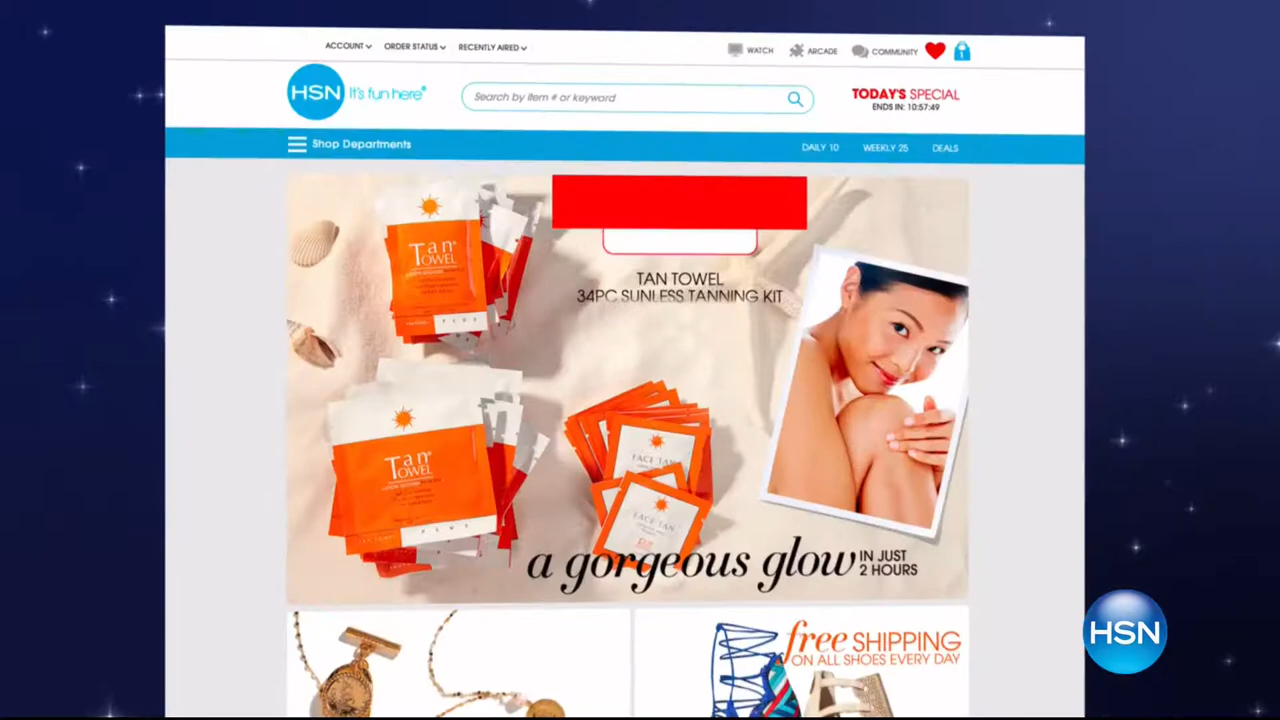 ACCOUNT
ORDER STATUS
RECENTLY AIRED
WATCH
ARCADE
COMMUNITY
1
HSN
It's fun here
Search by item # or keyword
TODAY'S SPECIAL
ENDS IN: 10:57:49
Shop Departments
DAILY 10
WEEKLY 25
DEALS
Tan
TOWEL
PLUS
TAN TOWEL
34PC SUNLESS TANNING KIT
Tan
TOWEL
PLUS
FACE TAN
FACE TAN
a gorgeous glow IN JUST
2 HOURS
free SHIPPING
ON ALL SHOES EVERY DAY
HSN